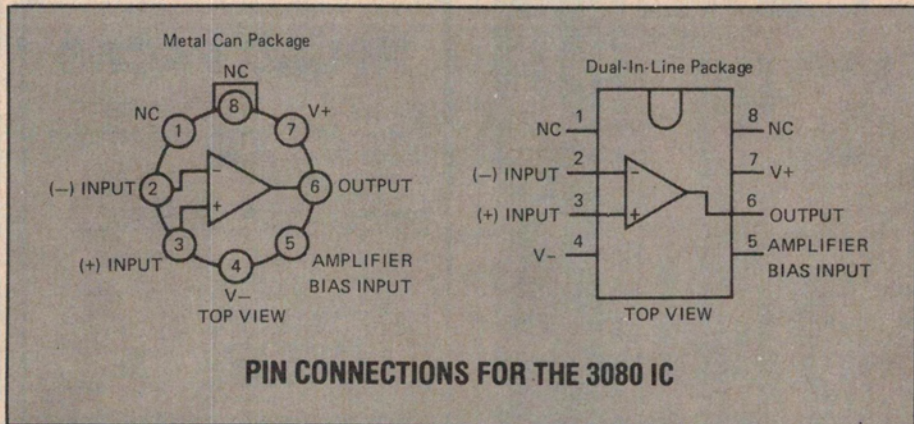 Metal Can Package
NC
8
NC
1
7
V+
(–) INPUT
2
–
6
OUTPUT
+
(+) INPUT
3
5
AMPLIFIER
BIAS INPUT
4
V–
TOP VIEW
Dual-In-Line Package
NC
1
8
NC
(–) INPUT
2
–
7
V+
(+) INPUT
3
+
6
OUTPUT
V–
4
5
AMPLIFIER
BIAS INPUT
TOP VIEW
PIN CONNECTIONS FOR THE 3080 IC